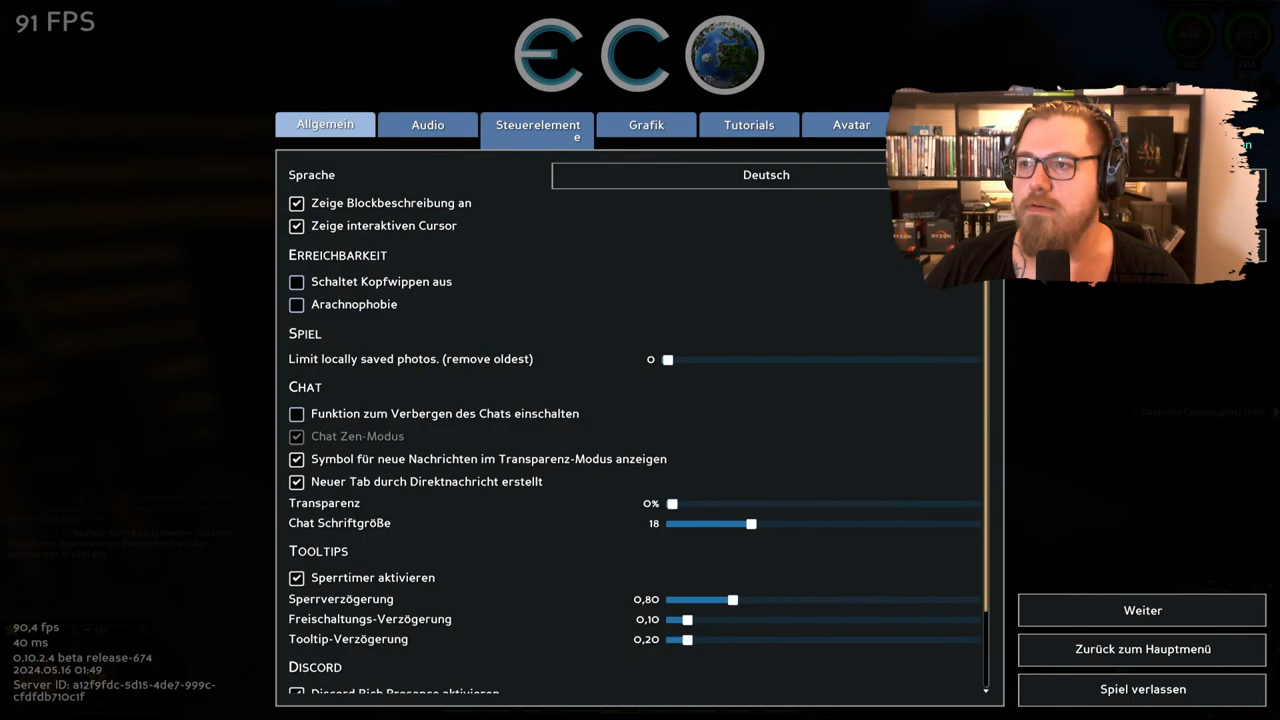 91 FPS
ECO
Allgemein
Audio
Steuerelement
e
Grafik
Tutorials
Avatar
Sprache
Deutsch
Zeige Blockbeschreibung an
Zeige interaktiven Cursor
ERREICHBARKEIT
Schaltet Kopfwippen aus
Arachnophobie
SPIEL
Limit locally saved photos. (remove oldest) 0
CHAT
Funktion zum Verbergen des Chats einschalten
Chat Zen-Modus
Symbol für neue Nachrichten im Transparenz-Modus anzeigen
Neuer Tab durch Direktnachricht erstellt
Transparenz 0%
Chat Schriftgröße 18
TOOLTIPS
Sperrtimer aktivieren
Sperrverzögerung 0,80
Freischaltungs-Verzögerung 0,10
Tooltip-Verzögerung 0,20
DISCORD
Discord Rich Presence aktivieren
Weiter
Zurück zum Hauptmenü
Spiel verlassen
90,4 fps
40 ms
0.10.2.4 beta release-674
2024.05.16 01:49
Server ID: a12f9fdc-5d15-4de7-999c-
cfdfdb710c1f